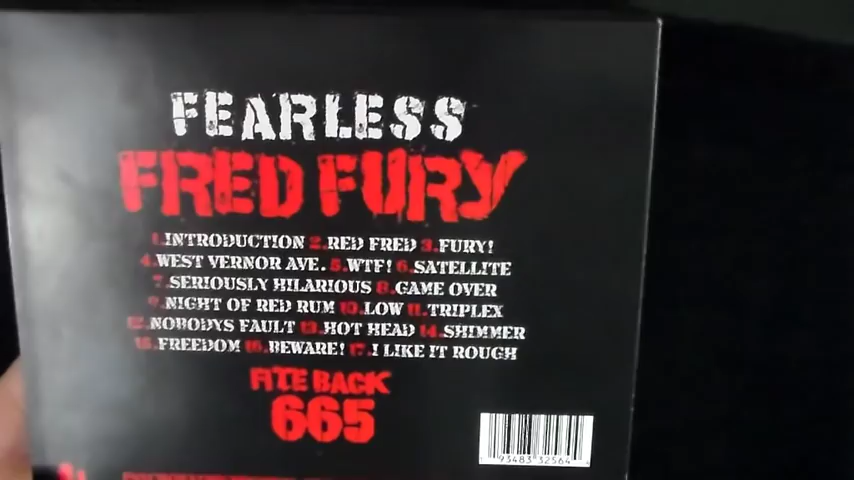 FEARLESS
FRED FURY
1.INTRODUCTION 2.RED FRED 3.FURY!
4.WEST VERNOR AVE. 5.WTF! 6.SATELLITE
7.SERIOUSLY HILARIOUS 8.GAME OVER
9.NIGHT OF RED RUM 10.LOW 11.TRIPLEX
12.NOBODYS FAULT 13.HOT HEAD 14.SHIMMER
15.FREEDOM 16.BEWARE! 17.I LIKE IT ROUGH
FITE BACK
665
93483 32564